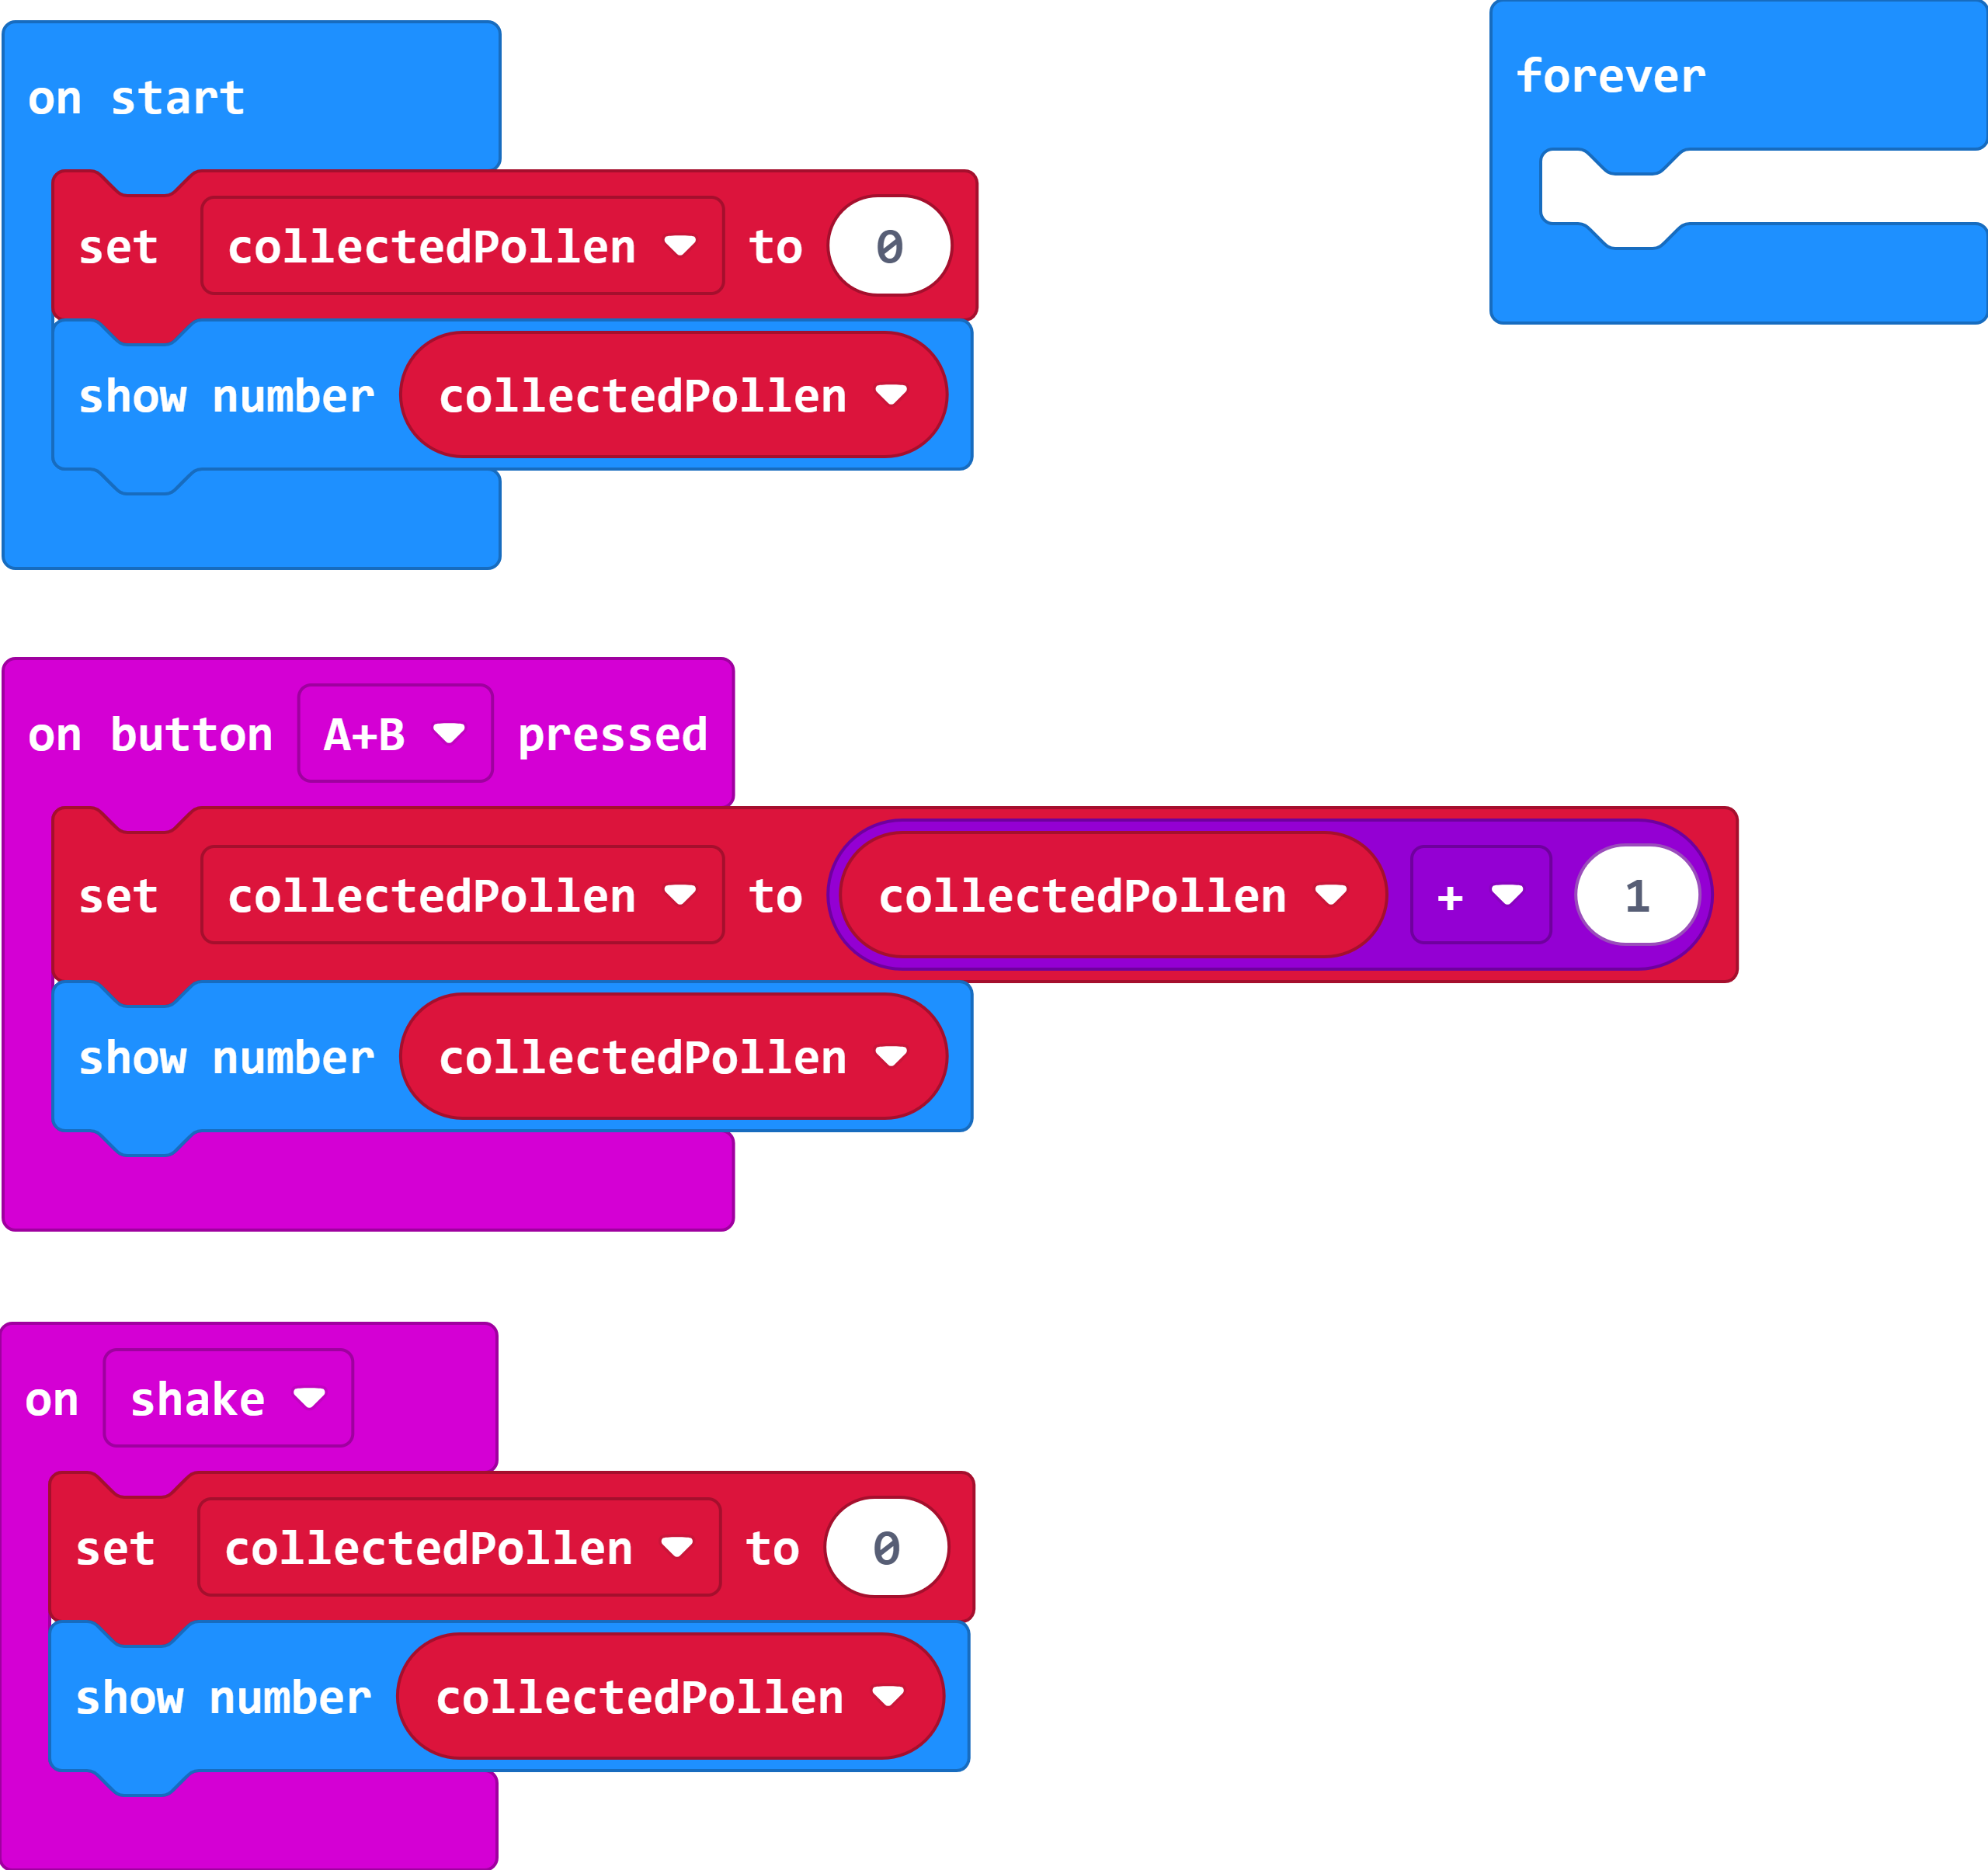 on start
set collectedPollen to 0
show number collectedPollen
forever
on button A+B pressed
set collectedPollen to collectedPollen + 1
show number collectedPollen
on shake
set collectedPollen to 0
show number collectedPollen